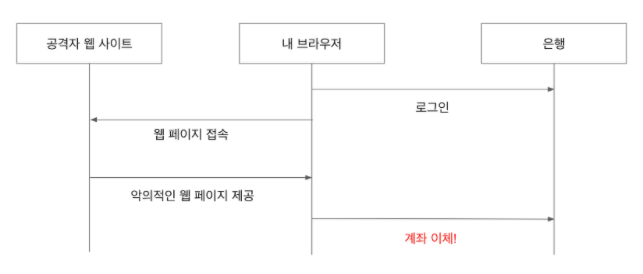 공격자 웹 사이트
내 브라우저
은행
로그인
웹 페이지 접속
악의적인 웹 페이지 제공
계좌 이체!